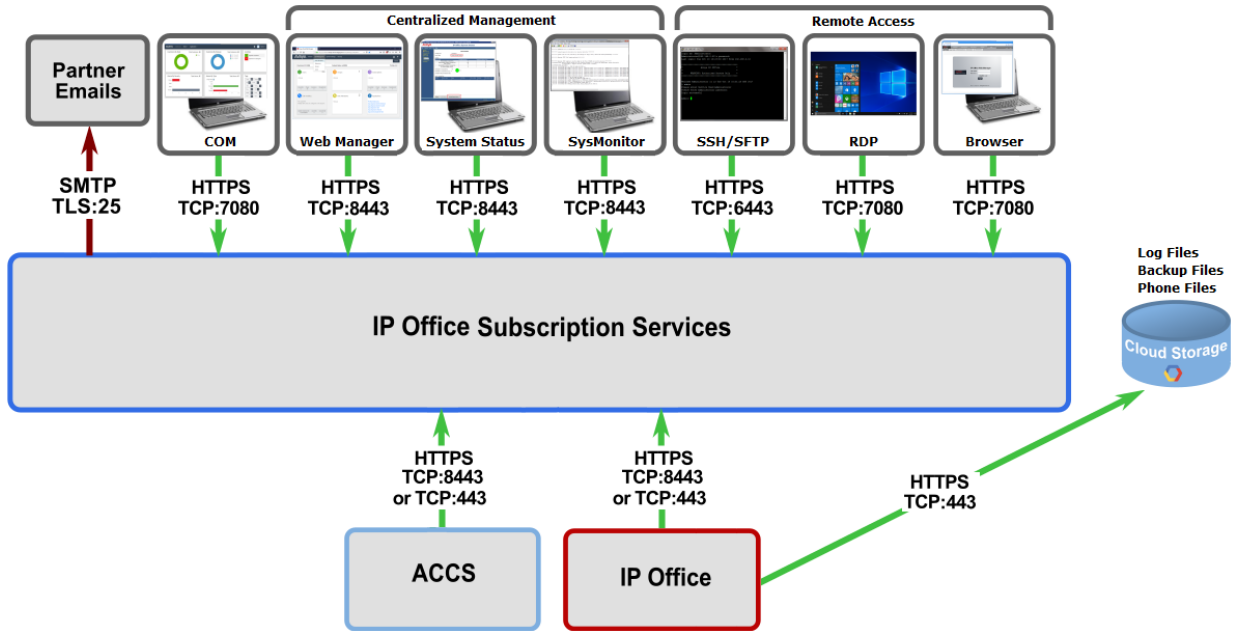 Centralized Management
Remote Access
Partner
Emails
COM
Web Manager
System Status
SysMonitor
SSH/SFTP
RDP
Browser
SMTP
TLS:25
HTTPS
TCP:7080
HTTPS
TCP:8443
HTTPS
TCP:8443
HTTPS
TCP:8443
HTTPS
TCP:6443
HTTPS
TCP:7080
HTTPS
TCP:7080
Log Files
Backup Files
Phone Files
Cloud Storage
IP Office Subscription Services
HTTPS
TCP:8443
or TCP:443
HTTPS
TCP:8443
or TCP:443
HTTPS
TCP:443
ACCS
IP Office